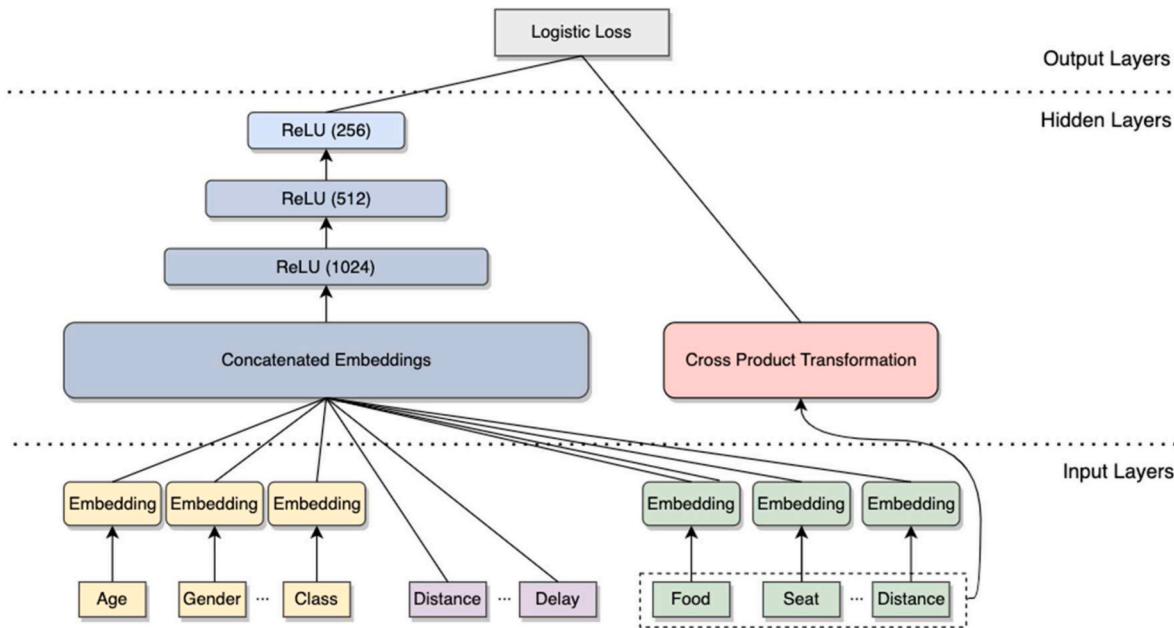 Logistic Loss
Output Layers
Hidden Layers
ReLU (256)
ReLU (512)
ReLU (1024)
Concatenated Embeddings
Cross Product Transformation
Input Layers
Embedding Embedding Embedding Embedding Embedding Embedding
Age Gender ... Class Distance ... Delay Food Seat ... Distance